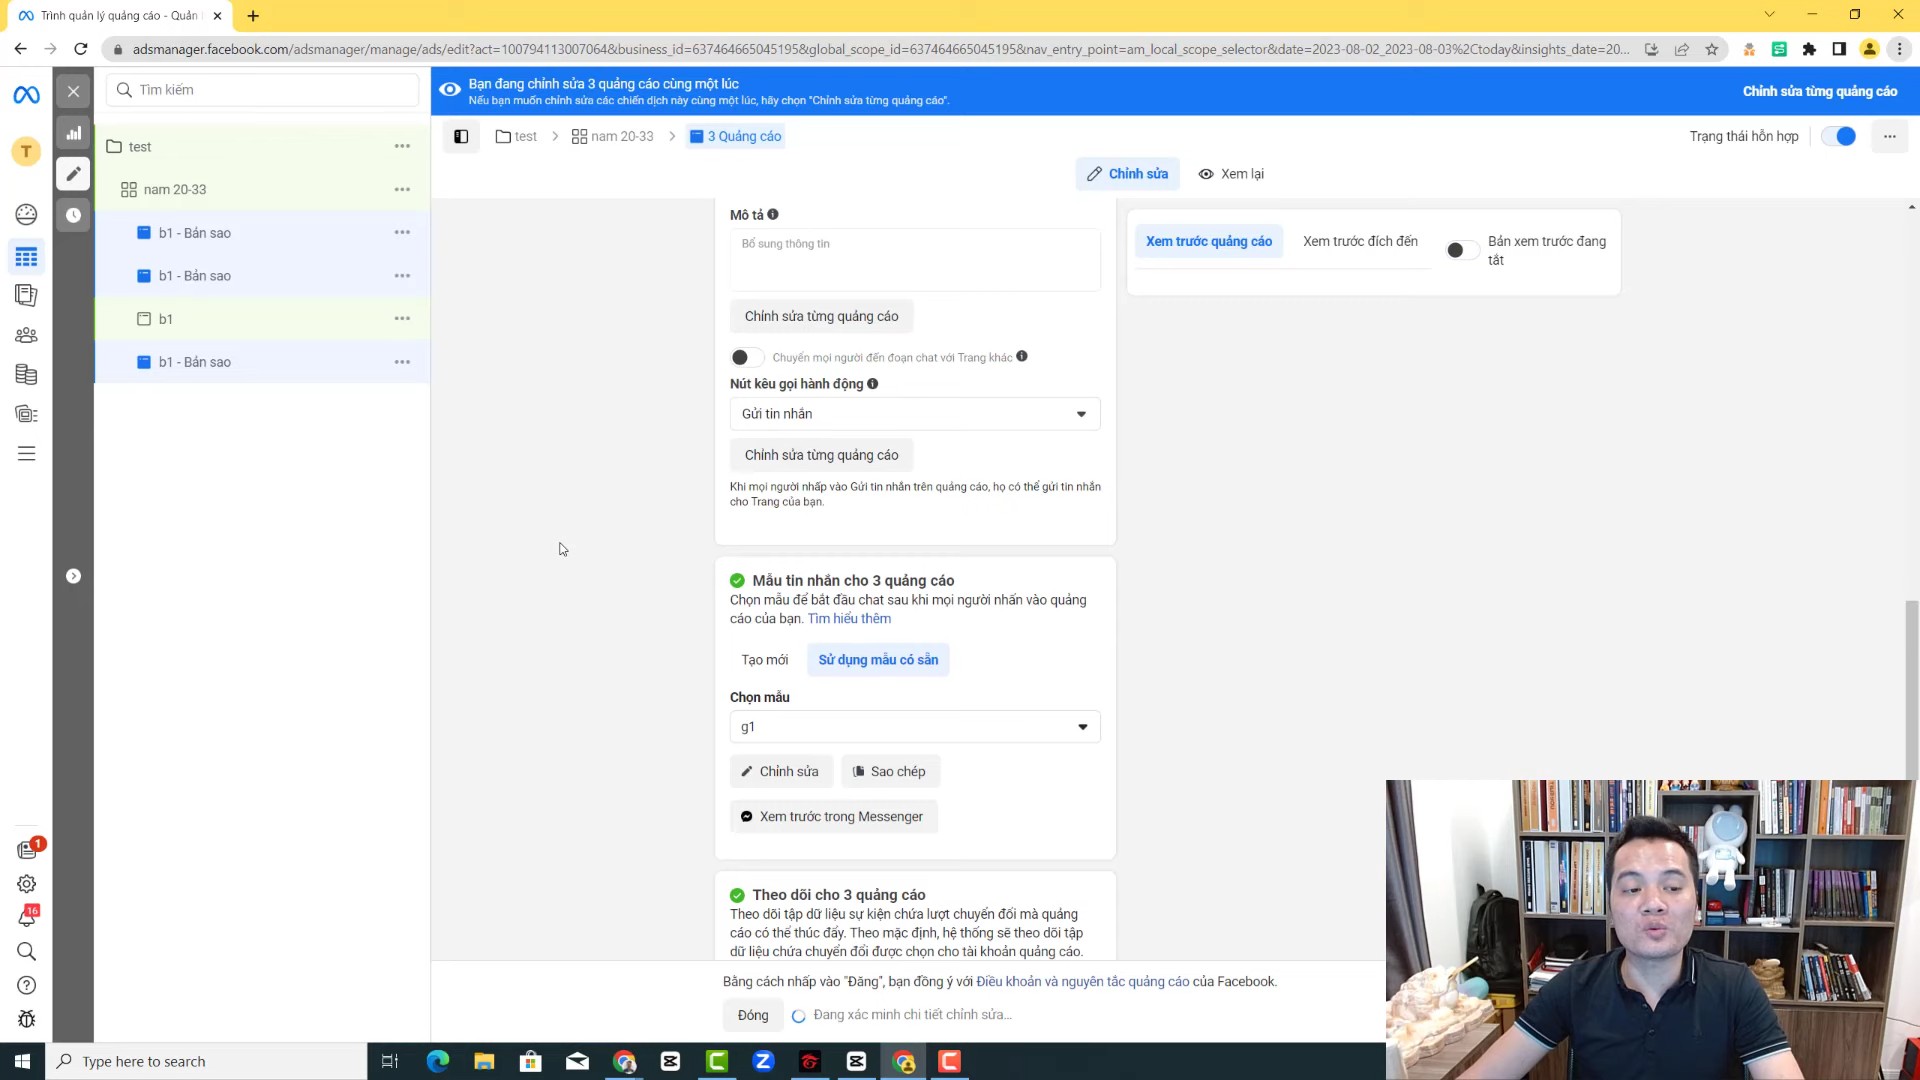 Trình quản lý quảng cáo - Quản
adsmanager.facebook.com/adsmanager/manage/ads/edit?act=100794113007064&business_id=637464665045195&global_scope_id=637464665045195&nav_entry_point=am_local_scope_selector&date=2023-08-02_2023-08-03%2Ctoday&insights_date=20...
Tìm kiếm
Bạn đang chỉnh sửa 3 quảng cáo cùng một lúc
Nếu bạn muốn chỉnh sửa các chiến dịch này cùng một lúc, hãy chọn "Chỉnh sửa từng quảng cáo".
Chỉnh sửa từng quảng cáo
test
nam 20-33
3 Quảng cáo
Trạng thái hỗn hợp
Chỉnh sửa
Xem lại
T
test
nam 20-33
b1 - Bản sao
b1 - Bản sao
b1
b1 - Bản sao
Mô tả
Bổ sung thông tin
Chỉnh sửa từng quảng cáo
Chuyển mọi người đến đoạn chat với Trang khác
Nút kêu gọi hành động
Gửi tin nhắn
Chỉnh sửa từng quảng cáo
Khi mọi người nhấp vào Gửi tin nhắn trên quảng cáo, họ có thể gửi tin nhắn
cho Trang của bạn.
Xem trước quảng cáo
Xem trước đích đến
Bản xem trước đang
tắt
Mẫu tin nhắn cho 3 quảng cáo
Chọn mẫu để bắt đầu chat sau khi mọi người nhấn vào quảng
cáo của bạn. Tìm hiểu thêm
Tạo mới
Sử dụng mẫu có sẵn
Chọn mẫu
g1
Chỉnh sửa
Sao chép
Xem trước trong Messenger
Theo dõi cho 3 quảng cáo
Theo dõi tập dữ liệu sự kiện chứa lượt chuyển đổi mà quảng
cáo có thể thúc đẩy. Theo mặc định, hệ thống sẽ theo dõi tập
dữ liệu chứa chuyển đổi được chọn cho tài khoản quảng cáo.
Bằng cách nhấp vào "Đăng", bạn đồng ý với Điều khoản và nguyên tắc quảng cáo của Facebook.
Đóng
Đang xác minh chi tiết chỉnh sửa...
1
16
Type here to search